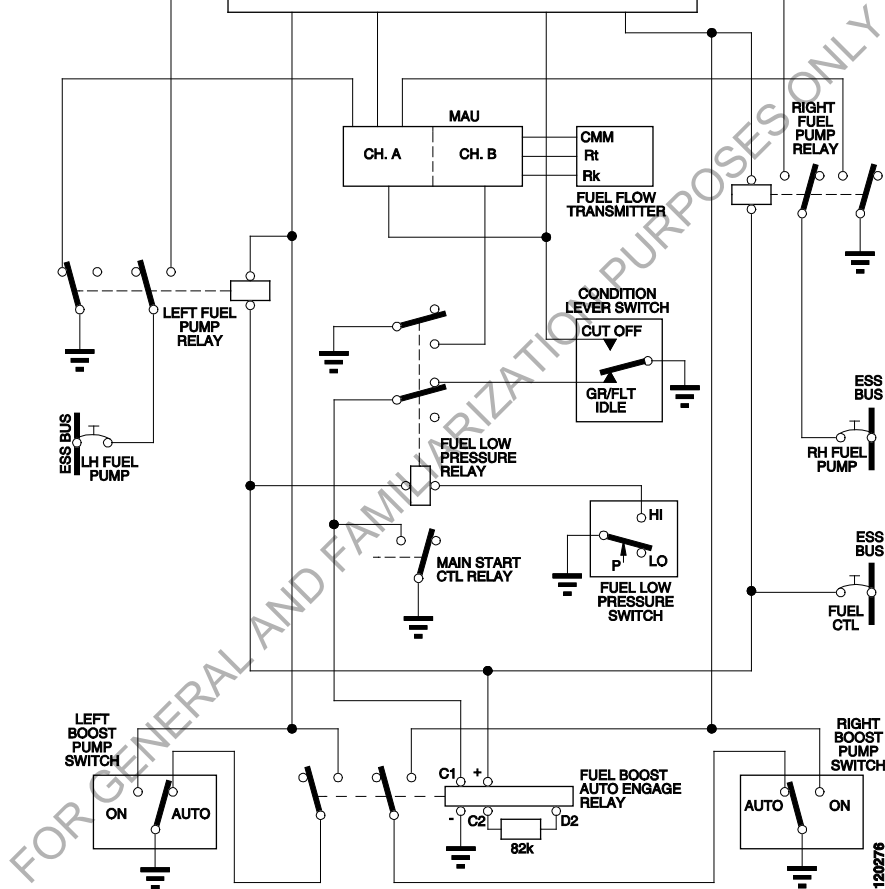 MAU
CH. A
CH. B
CMM
Rt
Rk
FUEL FLOW
TRANSMITTER
RIGHT
FUEL
PUMP
RELAY
LEFT FUEL
PUMP
RELAY
CONDITION
LEVER SWITCH
CUT OFF
GR/FLT
IDLE
ESS BUS
LH FUEL
PUMP
ESS
BUS
RH FUEL
PUMP
FUEL LOW
PRESSURE
RELAY
HI
LO
P
FUEL LOW
PRESSURE
SWITCH
MAIN START
CTL RELAY
ESS
BUS
FUEL
CTL
LEFT
BOOST
PUMP
SWITCH
ON
AUTO
C1
+
-
C2
D2
82k
FUEL BOOST
AUTO ENGAGE
RELAY
RIGHT
BOOST
PUMP
SWITCH
AUTO
ON
120276
FOR GENERAL AND FAMILIARIZATION PURPOSES ONLY